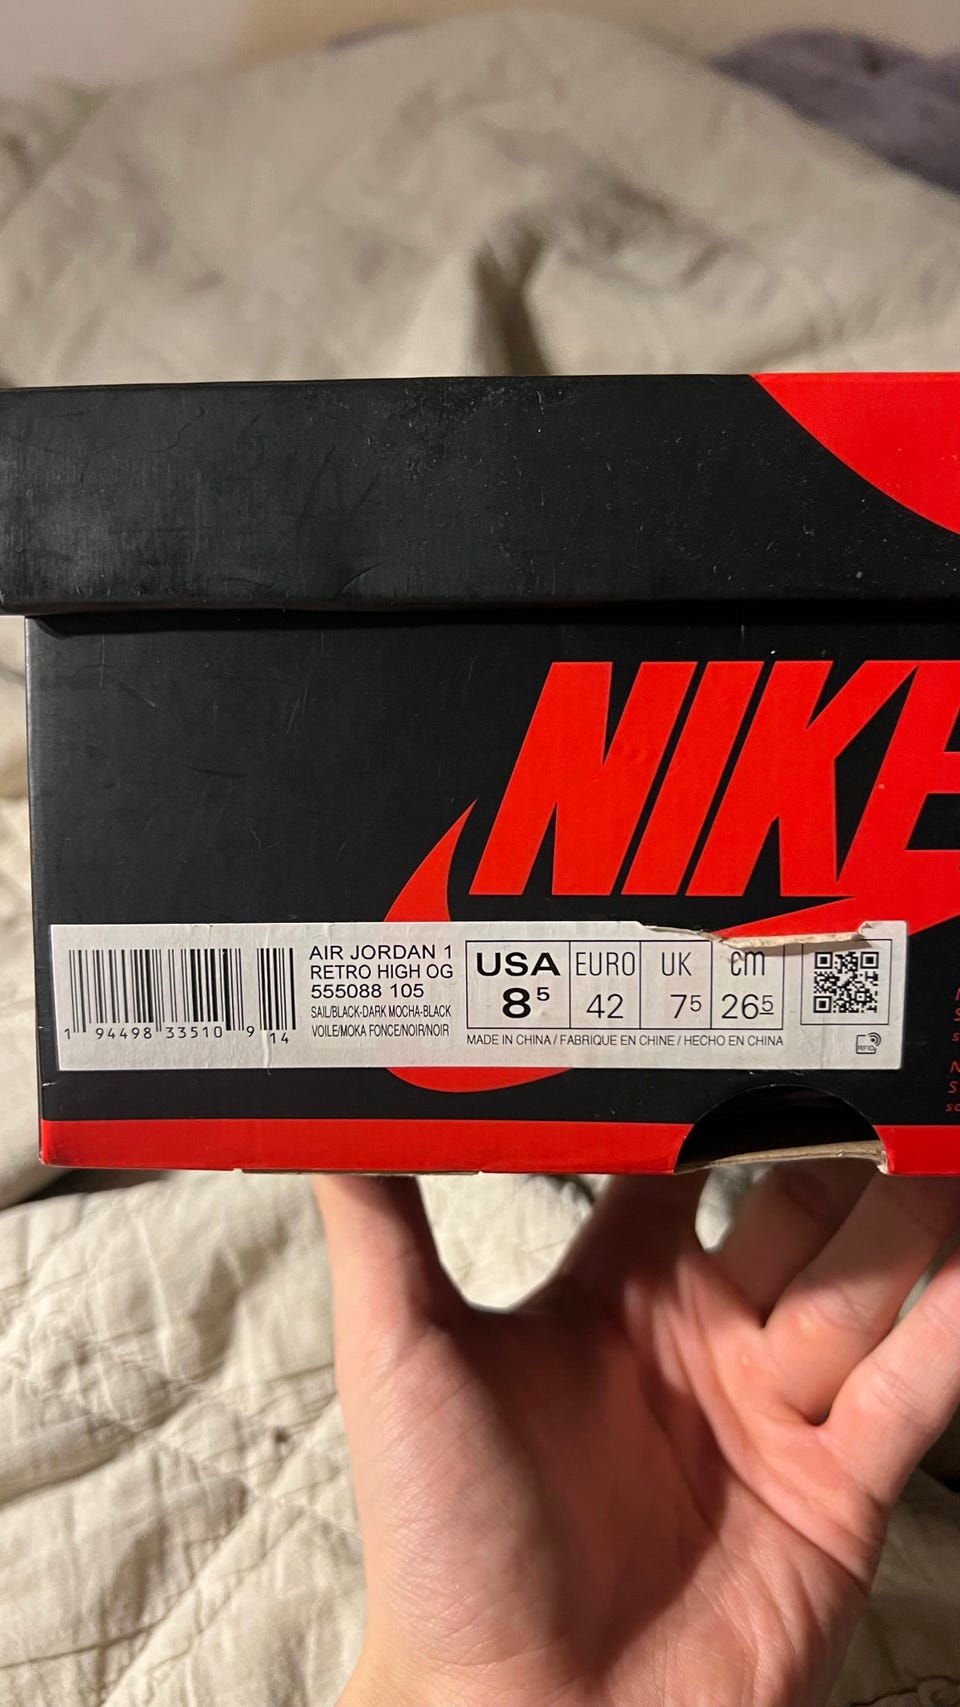 NIKE
AIR JORDAN 1
RETRO HIGH OG
555088 105
SAIL/BLACK-DARK MOCHA-BLACK
VOILE/MOKA FONCE/NOIR/NOIR
1 94498 33510 9 14
USA EURO UK cm
8⁵ 42 7⁵ 26⁵
MADE IN CHINA / FABRIQUE EN CHINE / HECHO EN CHINA
RFID